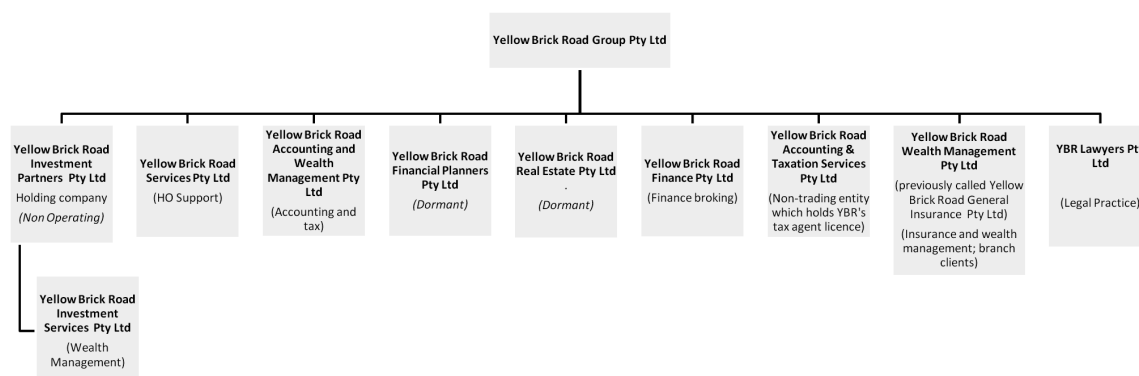 Yellow Brick Road Group Pty Ltd
Yellow Brick Road
Investment
Partners Pty Ltd
Holding company
(Non Operating)
Yellow Brick Road
Services Pty Ltd
(HO Support)
Yellow Brick Road
Accounting and
Wealth
Management Pty
Ltd
(Accounting and
tax)
Yellow Brick Road
Financial Planners
Pty Ltd
(Dormant)
Yellow Brick Road
Real Estate Pty Ltd
.
(Dormant)
Yellow Brick Road
Finance Pty Ltd
(Finance broking)
Yellow Brick Road
Accounting &
Taxation Services
Pty Ltd
(Non-trading entity
which holds YBR's
tax agent licence)
Yellow Brick Road
Wealth Management
Pty Ltd
(previously called Yellow
Brick Road General
Insurance Pty Ltd)
(Insurance and wealth
management; branch
clients)
YBR Lawyers Pt
Ltd
(Legal Practice)
Yellow Brick Road
Investment
Services Pty Ltd
(Wealth
Management)